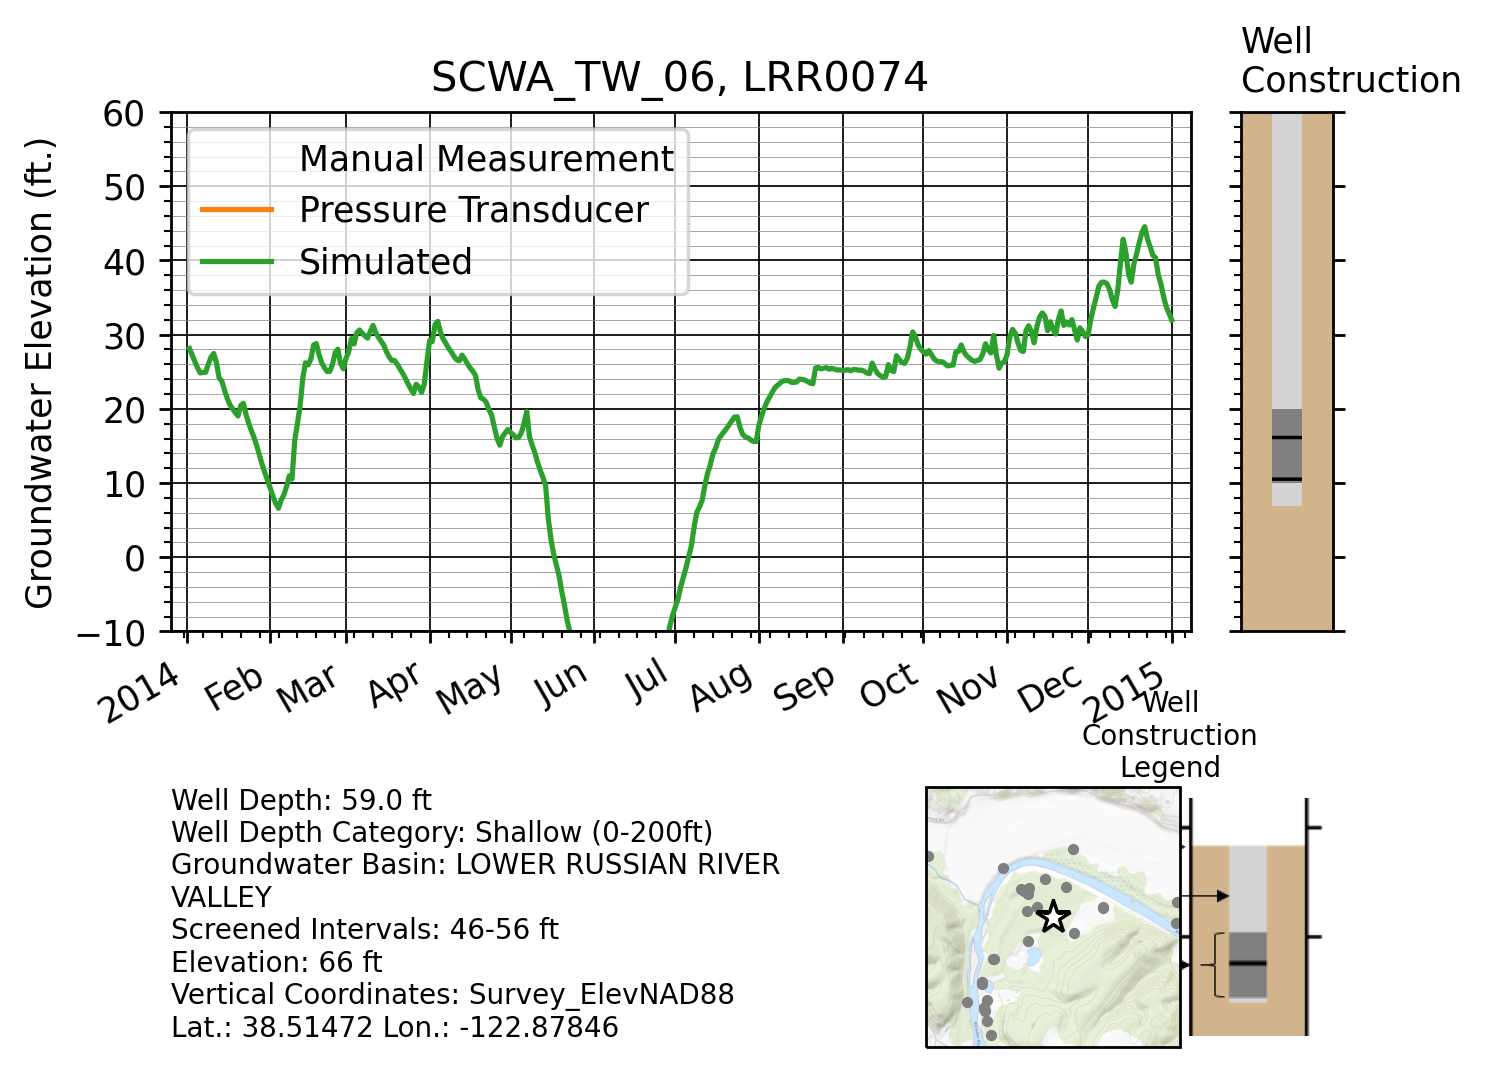 Well
Construction
SCWA_TW_06, LRR0074
Groundwater Elevation (ft.)
60
50
40
30
20
10
0
−10
Manual Measurement
Pressure Transducer
Simulated
2014
Feb
Mar
Apr
May
Jun
Jul
Aug
Sep
Oct
Nov
Dec
2015
Well
Construction
Legend
Well Depth: 59.0 ft
Well Depth Category: Shallow (0-200ft)
Groundwater Basin: LOWER RUSSIAN RIVER
VALLEY
Screened Intervals: 46-56 ft
Elevation: 66 ft
Vertical Coordinates: Survey_ElevNAD88
Lat.: 38.51472 Lon.: -122.87846